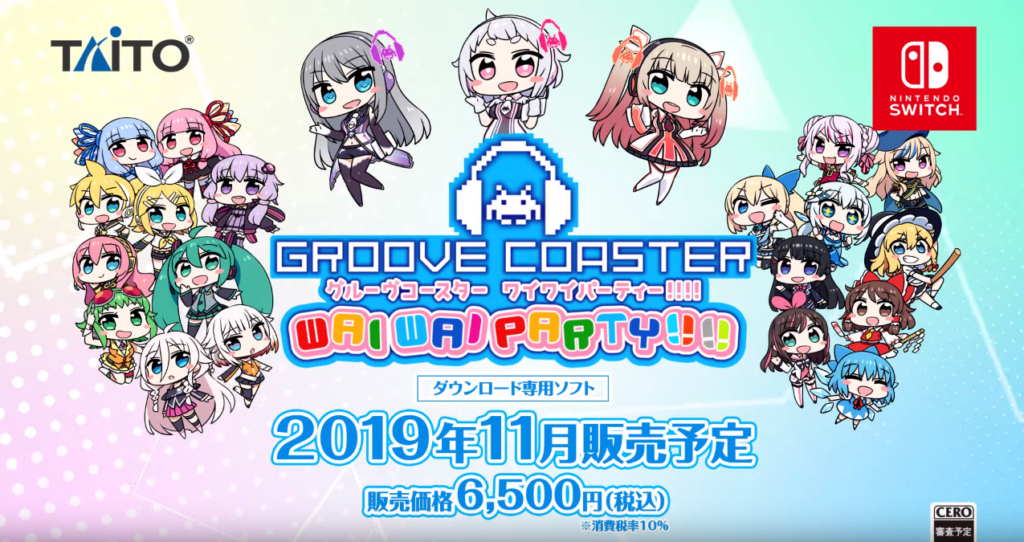 TAITO®
NINTENDO
SWITCH™
GROOVE COASTER
グルーヴコースター ワイワイパーティー!!!!
WAI WAI PARTY!!!!
ダウンロード専用ソフト
2019年11月販売予定
販売価格6,500円(税込)
※消費税率10%
CERO
審査予定